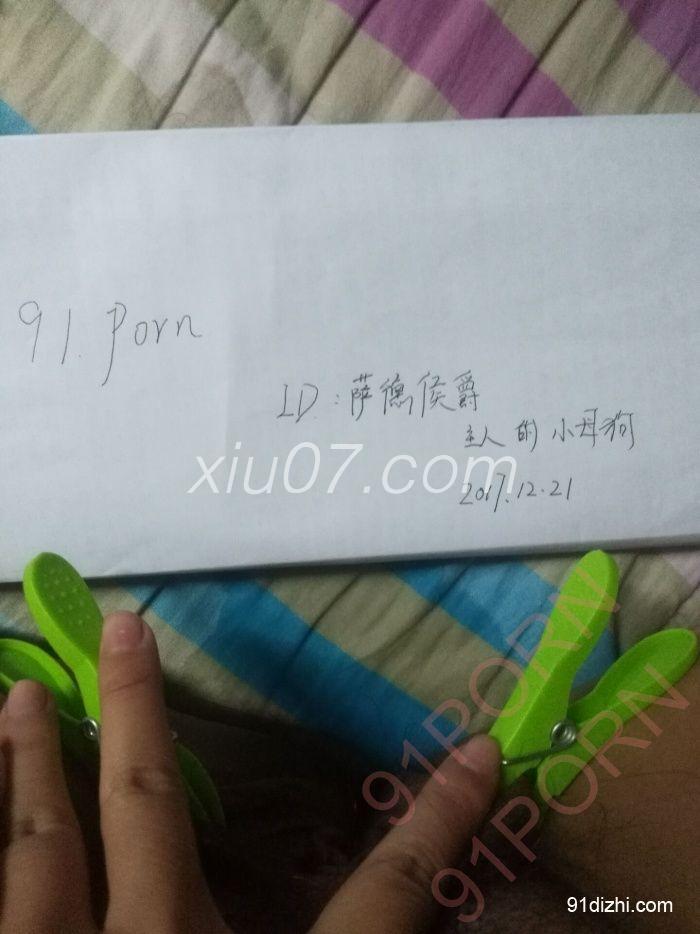 91. Porn
ID：萨德侯爵
主人的小母狗
xiu07.com
2017.12.21
91PORN
91PORN
91dizhi.com